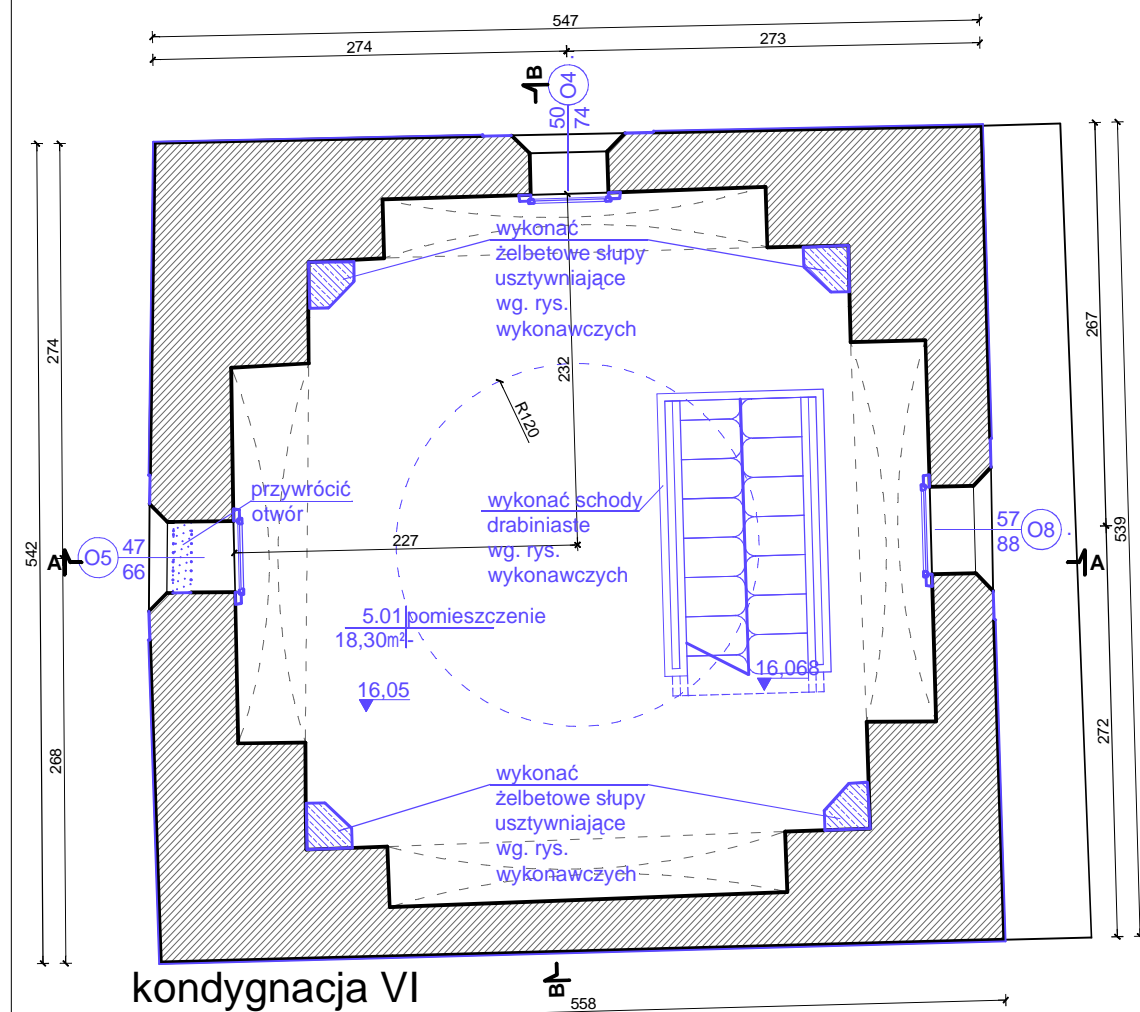 547
274
273
B
O4
50
74
wykonać
żelbetowe słupy
usztywniające
wg. rys.
wykonawczych
232
R120
274
267
przywrócić
otwór
wykonać schody
drabiniaste
wg. rys.
wykonawczych
227
A
O5
47
66
57
88
O8
A
542
539
5.01 pomieszczenie
18,30m² -
16,05
16,068
268
272
wykonać
żelbetowe słupy
usztywniające
wg. rys.
wykonawczych
kondygnacja VI
B
558